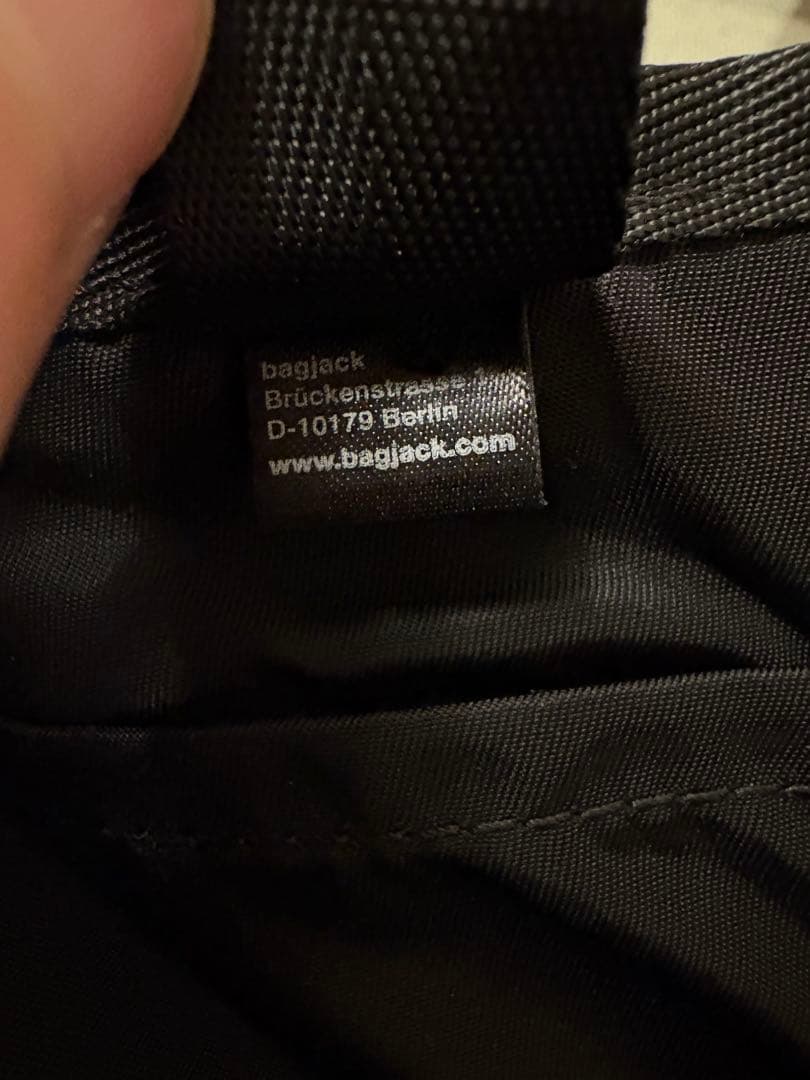 bagjack
Brückenstrasse
D-10179 Berlin
www.bagjack.com